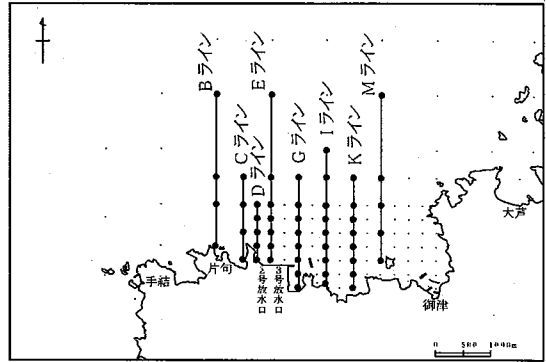 Bライン
Cライン
Dライン
Eライン
Gライン
Iライン
Kライン
Mライン
大芦
手結
片句
2号放水口
3号放水口
御津
0 500 1000m